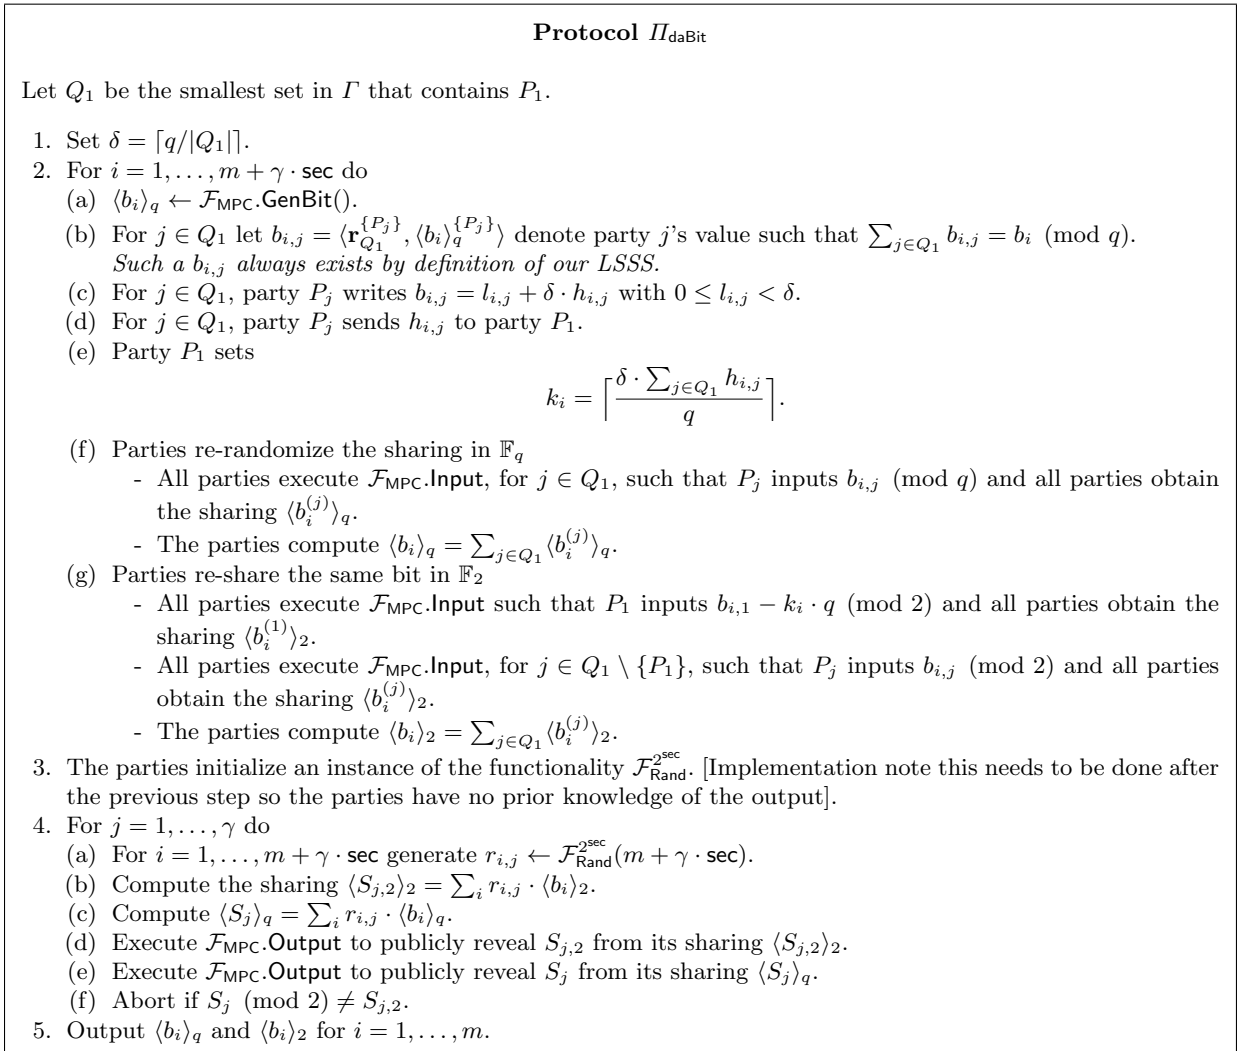 Protocol Π_daBit
Let Q_1 be the smallest set in Γ that contains P_1.
1. Set δ = ⌈q/|Q_1|⌉.
2. For i = 1, . . . , m + γ · sec do
(a) ⟨b_i⟩_q ← F_MPC.GenBit().
(b) For j ∈ Q_1 let b_{i,j} = ⟨r_{Q_1}^{{P_j}}, ⟨b_i⟩_q^{{P_j}}⟩ denote party j's value such that ∑_{j∈Q_1} b_{i,j} = b_i (mod q).
Such a b_{i,j} always exists by definition of our LSSS.
(c) For j ∈ Q_1, party P_j writes b_{i,j} = l_{i,j} + δ · h_{i,j} with 0 ≤ l_{i,j} < δ.
(d) For j ∈ Q_1, party P_j sends h_{i,j} to party P_1.
(e) Party P_1 sets
k_i = ⌈(δ · ∑_{j∈Q_1} h_{i,j}) / q⌉.
(f) Parties re-randomize the sharing in 𝔽_q
- All parties execute F_MPC.Input, for j ∈ Q_1, such that P_j inputs b_{i,j} (mod q) and all parties obtain
the sharing ⟨b_i^{(j)}⟩_q.
- The parties compute ⟨b_i⟩_q = ∑_{j∈Q_1} ⟨b_i^{(j)}⟩_q.
(g) Parties re-share the same bit in 𝔽_2
- All parties execute F_MPC.Input such that P_1 inputs b_{i,1} − k_i · q (mod 2) and all parties obtain the
sharing ⟨b_i^{(1)}⟩_2.
- All parties execute F_MPC.Input, for j ∈ Q_1 \ {P_1}, such that P_j inputs b_{i,j} (mod 2) and all parties
obtain the sharing ⟨b_i^{(j)}⟩_2.
- The parties compute ⟨b_i⟩_2 = ∑_{j∈Q_1} ⟨b_i^{(j)}⟩_2.
3. The parties initialize an instance of the functionality F_Rand^{2^sec}. [Implementation note this needs to be done after
the previous step so the parties have no prior knowledge of the output].
4. For j = 1, . . . , γ do
(a) For i = 1, . . . , m + γ · sec generate r_{i,j} ← F_Rand^{2^sec}(m + γ · sec).
(b) Compute the sharing ⟨S_{j,2}⟩_2 = ∑_i r_{i,j} · ⟨b_i⟩_2.
(c) Compute ⟨S_j⟩_q = ∑_i r_{i,j} · ⟨b_i⟩_q.
(d) Execute F_MPC.Output to publicly reveal S_{j,2} from its sharing ⟨S_{j,2}⟩_2.
(e) Execute F_MPC.Output to publicly reveal S_j from its sharing ⟨S_j⟩_q.
(f) Abort if S_j (mod 2) ≠ S_{j,2}.
5. Output ⟨b_i⟩_q and ⟨b_i⟩_2 for i = 1, . . . , m.